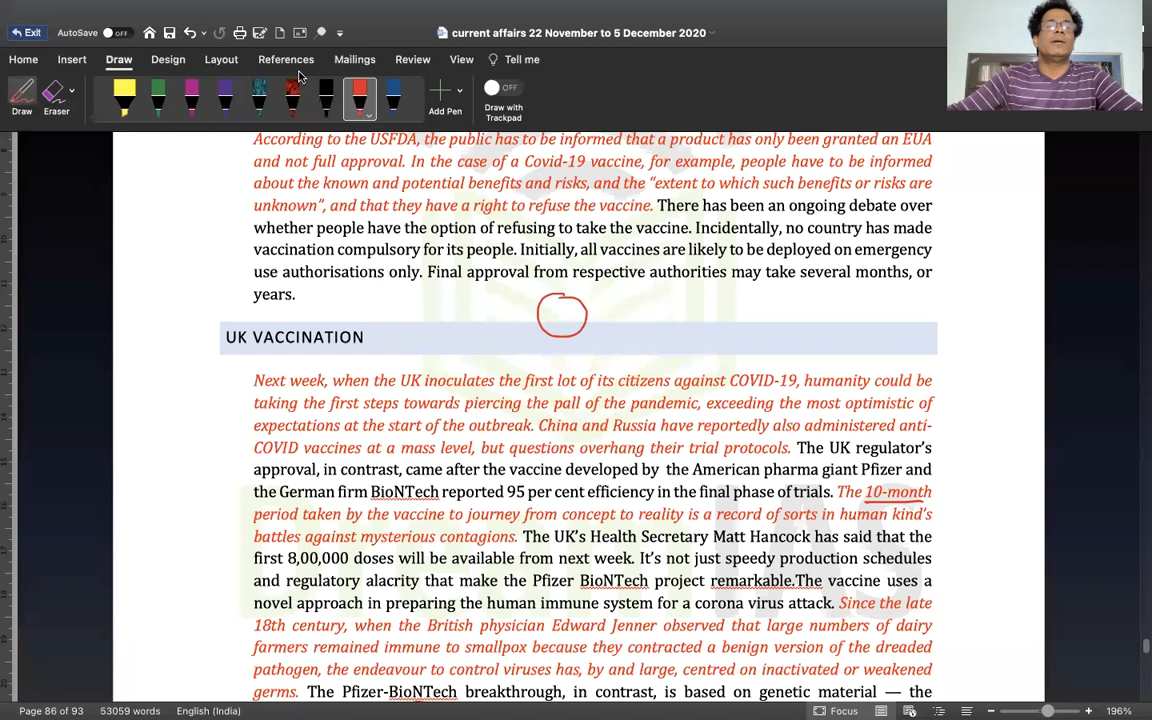 Exit
AutoSave OFF
current affairs 22 November to 5 December 2020
Home Insert Draw Design Layout References Mailings Review View Tell me
OFF
Draw Eraser Add Pen Draw with
Trackpad
According to the USFDA, the public has to be informed that a product has only been granted an EUA
and not full approval. In the case of a Covid-19 vaccine, for example, people have to be informed
about the known and potential benefits and risks, and the “extent to which such benefits or risks are
unknown”, and that they have a right to refuse the vaccine. There has been an ongoing debate over
whether people have the option of refusing to take the vaccine. Incidentally, no country has made
vaccination compulsory for its people. Initially, all vaccines are likely to be deployed on emergency
use authorisations only. Final approval from respective authorities may take several months, or
years.
UK VACCINATION
Next week, when the UK inoculates the first lot of its citizens against COVID-19, humanity could be
taking the first steps towards piercing the pall of the pandemic, exceeding the most optimistic of
expectations at the start of the outbreak. China and Russia have reportedly also administered anti-
COVID vaccines at a mass level, but questions overhang their trial protocols. The UK regulator’s
approval, in contrast, came after the vaccine developed by the American pharma giant Pfizer and
the German firm BioNTech reported 95 per cent efficiency in the final phase of trials. The 10-month
period taken by the vaccine to journey from concept to reality is a record of sorts in human kind’s
battles against mysterious contagions. The UK’s Health Secretary Matt Hancock has said that the
first 8,00,000 doses will be available from next week. It’s not just speedy production schedules
and regulatory alacrity that make the Pfizer BioNTech project remarkable.The vaccine uses a
novel approach in preparing the human immune system for a corona virus attack. Since the late
18th century, when the British physician Edward Jenner observed that large numbers of dairy
farmers remained immune to smallpox because they contracted a benign version of the dreaded
pathogen, the endeavour to control viruses has, by and large, centred on inactivated or weakened
germs. The Pfizer-BioNTech breakthrough, in contrast, is based on genetic material — the
Page 86 of 93 53059 words English (India) Focus 196%